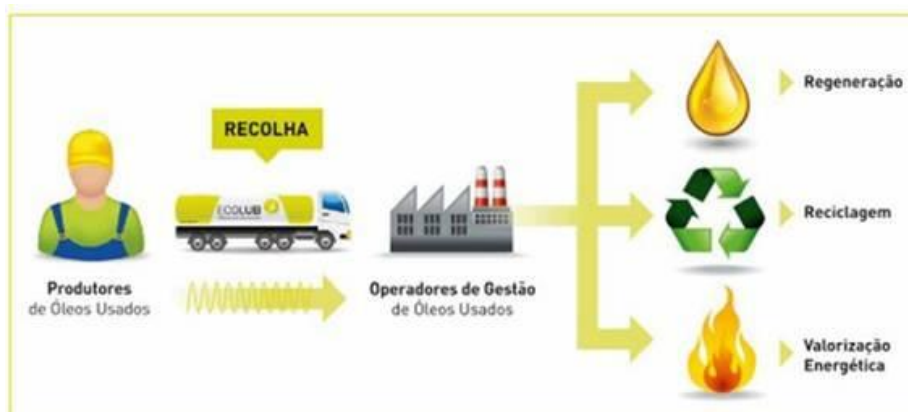 RECOLHA
ECOLUB
Produtores
de Óleos Usados
Operadores de Gestão
de Óleos Usados
Regeneração
Reciclagem
Valorização
Energética